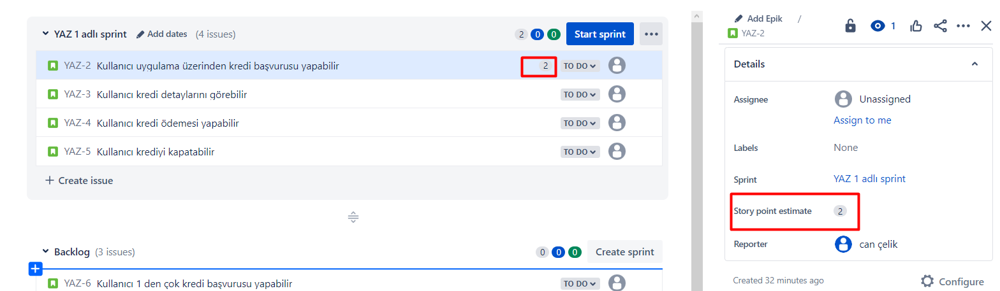 YAZ 1 adlı sprint Add dates (4 issues) 2 0 0 Start sprint
YAZ-2 Kullanıcı uygulama üzerinden kredi başvurusu yapabilir 2 TO DO
YAZ-3 Kullanıcı kredi detaylarını görebilir TO DO
YAZ-4 Kullanıcı kredi ödemesi yapabilir TO DO
YAZ-5 Kullanıcı krediyi kapatabilir TO DO
+ Create issue
Backlog (3 issues) 0 0 0 Create sprint
YAZ-6 Kullanıcı 1 den çok kredi başvurusu yapabilir TO DO
Add Epik / 1
YAZ-2
Details
Assignee Unassigned
Assign to me
Labels None
Sprint YAZ 1 adlı sprint
Story point estimate 2
Reporter can çelik
Created 32 minutes ago Configure